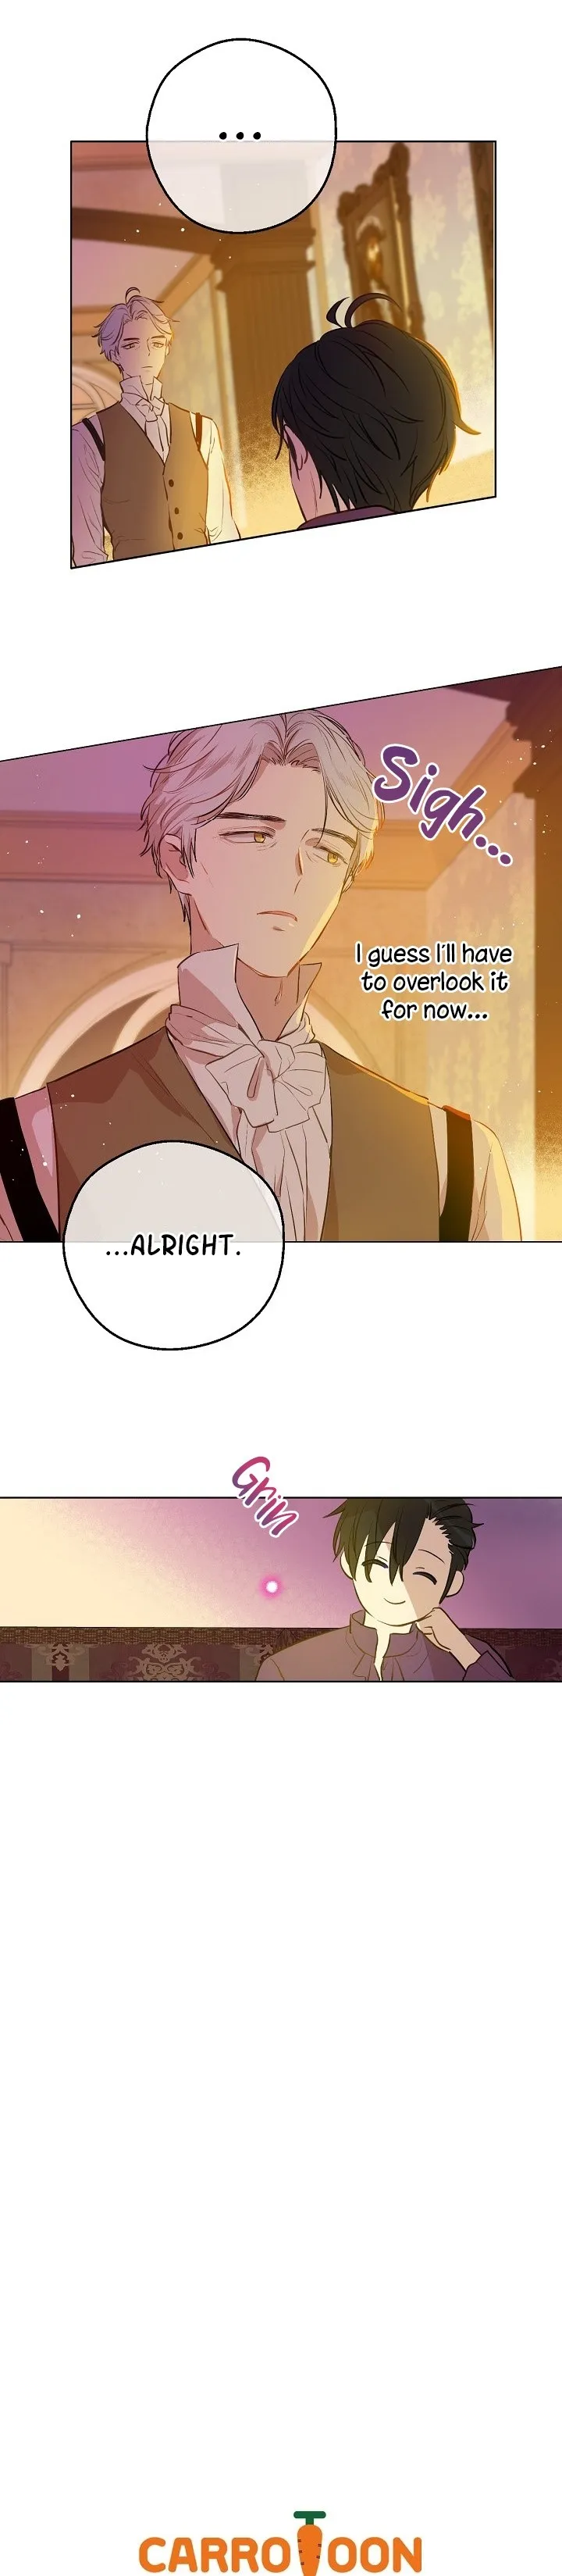 ...
Sigh...
I guess I'll have
to overlook it
for now...
...ALRIGHT.
Grin
CARROTOON